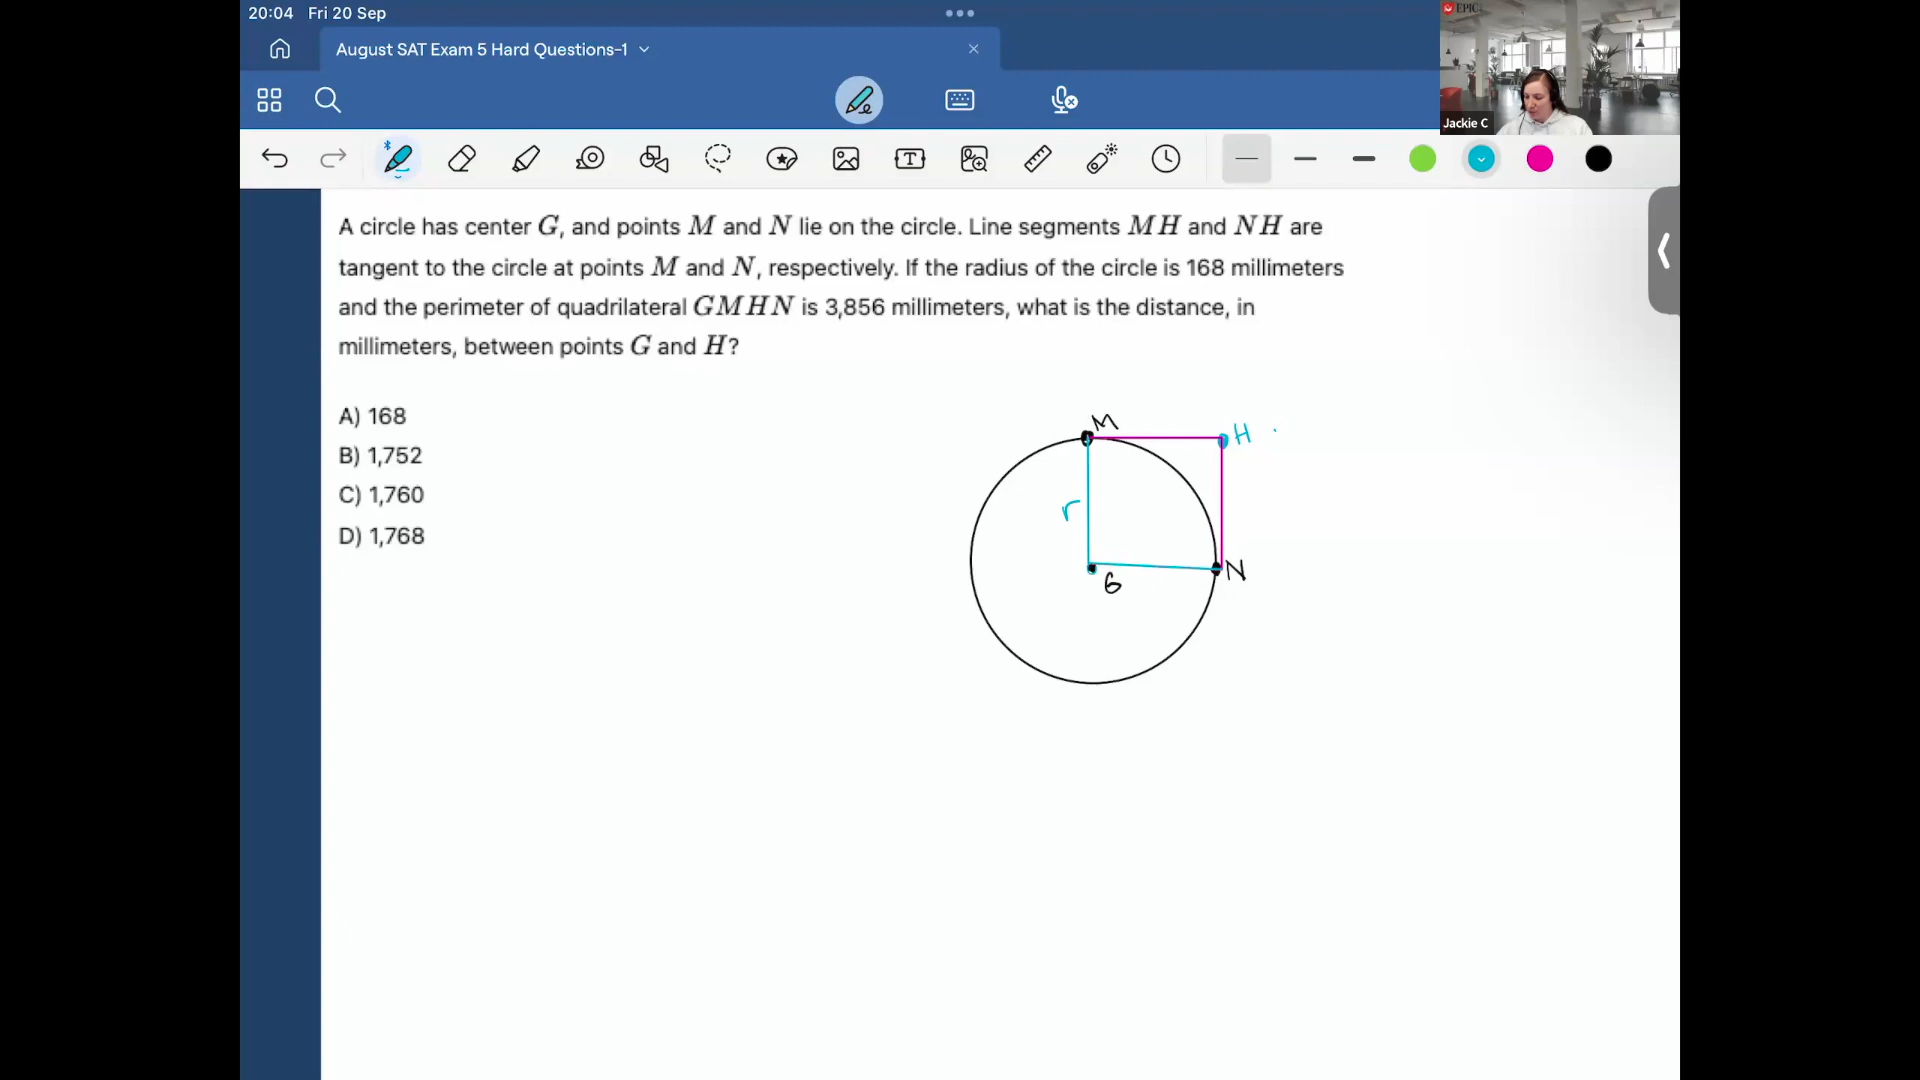 20:04 Fri 20 Sep
EPIC
August SAT Exam 5 Hard Questions-1
T
Jackie C
A circle has center G, and points M and N lie on the circle. Line segments MH and NH are
tangent to the circle at points M and N, respectively. If the radius of the circle is 168 millimeters
and the perimeter of quadrilateral GMHN is 3,856 millimeters, what is the distance, in
millimeters, between points G and H?
A) 168
B) 1,752
C) 1,760
D) 1,768
M
H
r
G
N